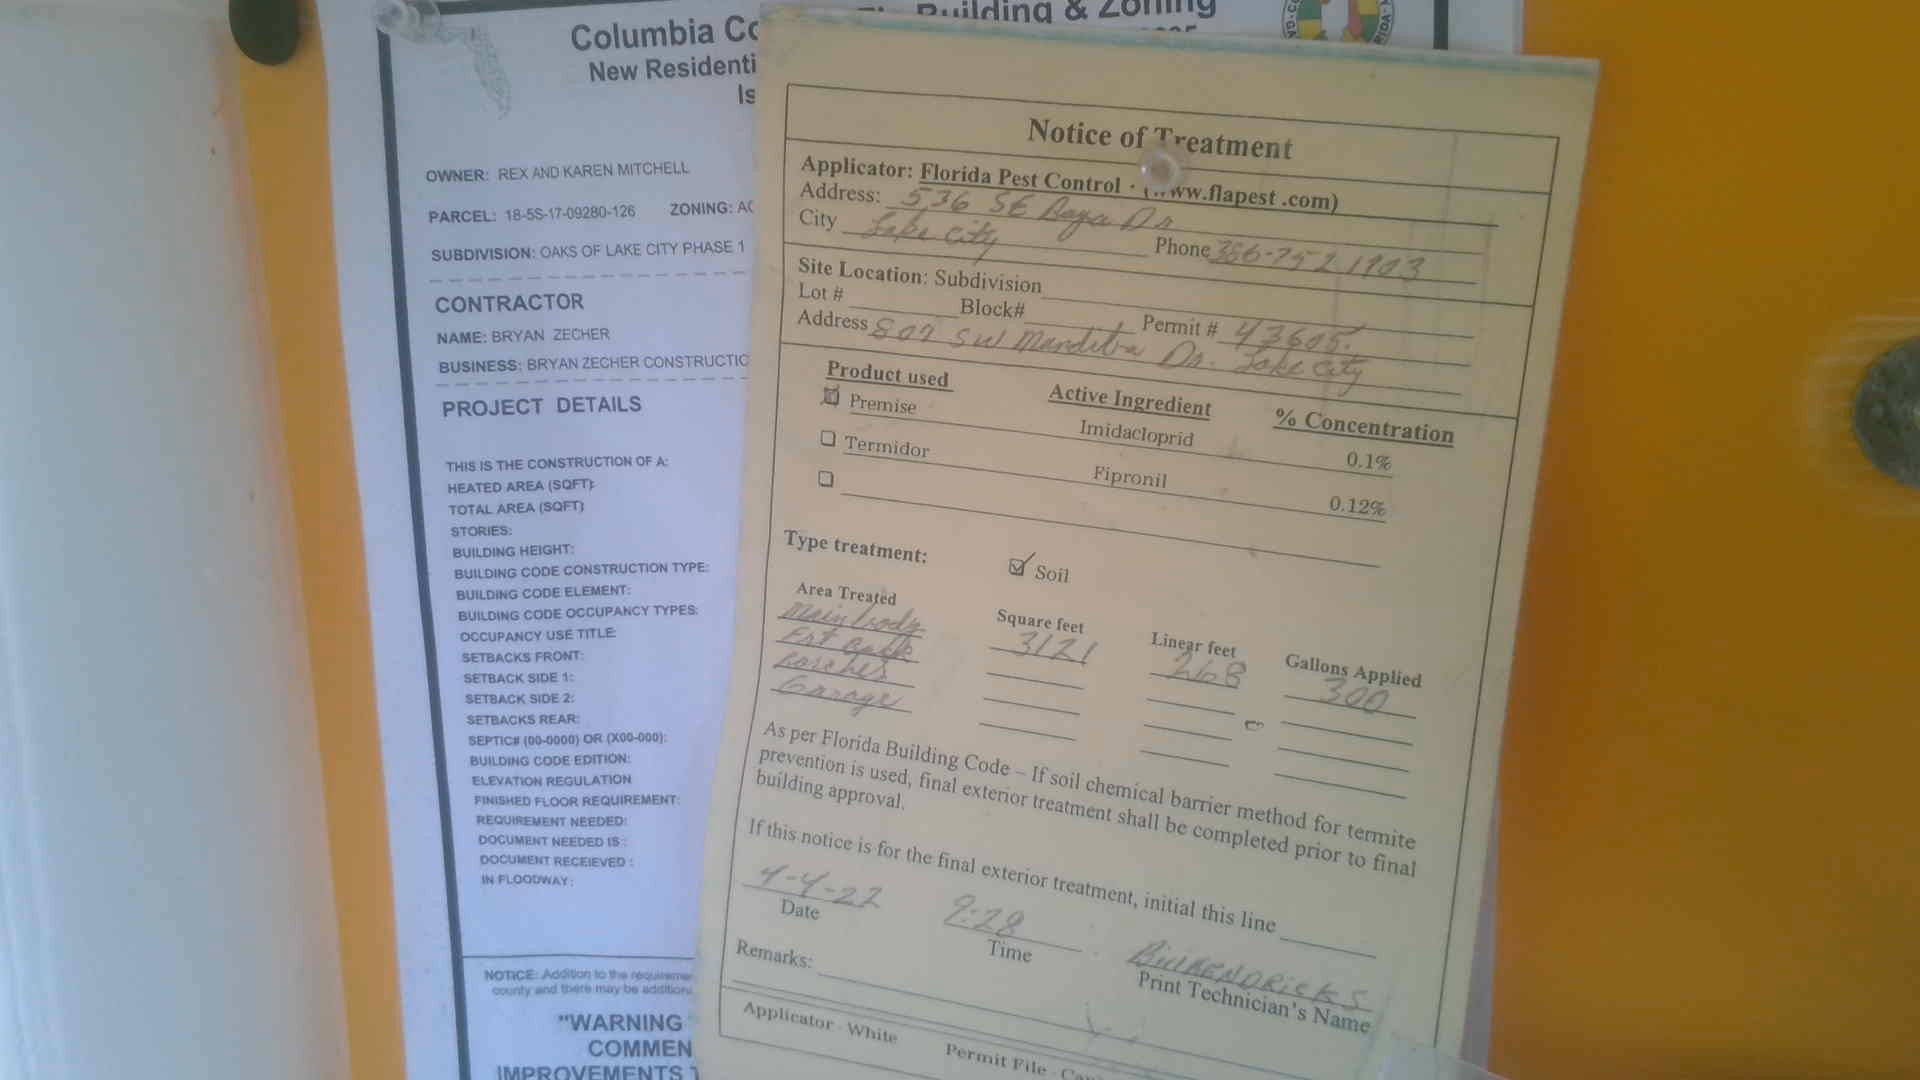 Columbia Co
Building & Zoning
New Residenti
Is
OWNER: REX AND KAREN MITCHELL
PARCEL: 18-5S-17-09280-126 ZONING: AG
SUBDIVISION: OAKS OF LAKE CITY PHASE 1
CONTRACTOR
NAME: BRYAN ZECHER
BUSINESS: BRYAN ZECHER CONSTRUCTIO
PROJECT DETAILS
THIS IS THE CONSTRUCTION OF A:
HEATED AREA (SQFT):
TOTAL AREA (SQFT)
STORIES:
BUILDING HEIGHT:
BUILDING CODE CONSTRUCTION TYPE:
BUILDING CODE ELEMENT:
BUILDING CODE OCCUPANCY TYPES:
OCCUPANCY USE TITLE:
SETBACKS FRONT:
SETBACK SIDE 1:
SETBACK SIDE 2:
SETBACKS REAR:
SEPTIC# (00-0000) OR (X00-000):
BUILDING CODE EDITION:
ELEVATION REGULATION
FINISHED FLOOR REQUIREMENT:
REQUIREMENT NEEDED:
DOCUMENT NEEDED IS :
DOCUMENT RECEIEVED :
IN FLOODWAY:
NOTICE: Addition to the requireme
county and there may be addition
"WARNING
COMMEN
IMPROVEMENTS
Notice of Treatment
Applicator: Florida Pest Control · (www.flapest .com)
Address: 536 SE Baya Dr.
City Lake City Phone 386-752 1703
Site Location: Subdivision
Lot # Block# Permit # 43605.
Address 807 SW Mandiba Dr. Lake City
Product used Active Ingredient % Concentration
Premise Imidacloprid 0.1%
Termidor Fipronil 0.12%
Type treatment: Soil
Area Treated Square feet Linear feet Gallons Applied
Main body 3121 268 300
Ext
Porches
Garage
As per Florida Building Code – If soil chemical barrier method for termite
prevention is used, final exterior treatment shall be completed prior to final
building approval.
If this notice is for the final exterior treatment, initial this line
4-4-22 9:28 Bill KENDRICKS
Date Time Print Technician's Name
Remarks:
Applicator · White Permit File · Can